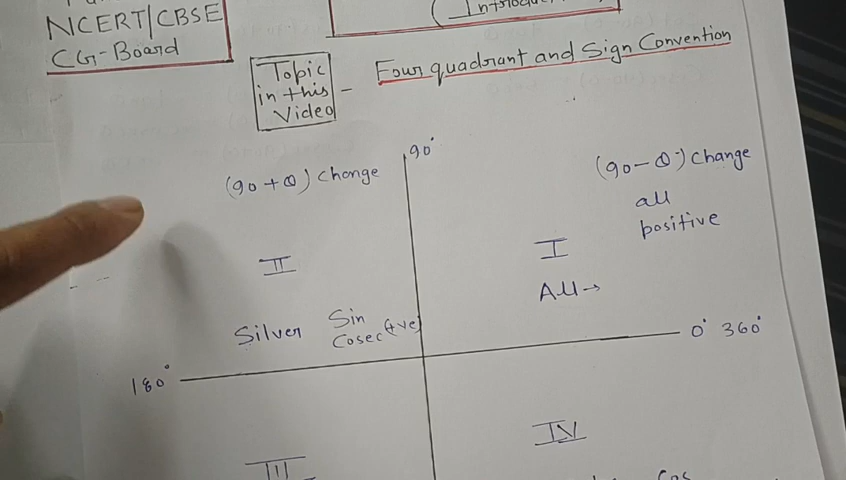 NCERT/CBSE
CG-Board
Topic
in this
Video
- Four quadrant and Sign Convention
90°
(90+θ) Change
(90-θ) Change
all
positive
II
I
All→
Silver Sin
Cosec (+ve)
0° 360°
180°
IV
III
Cos